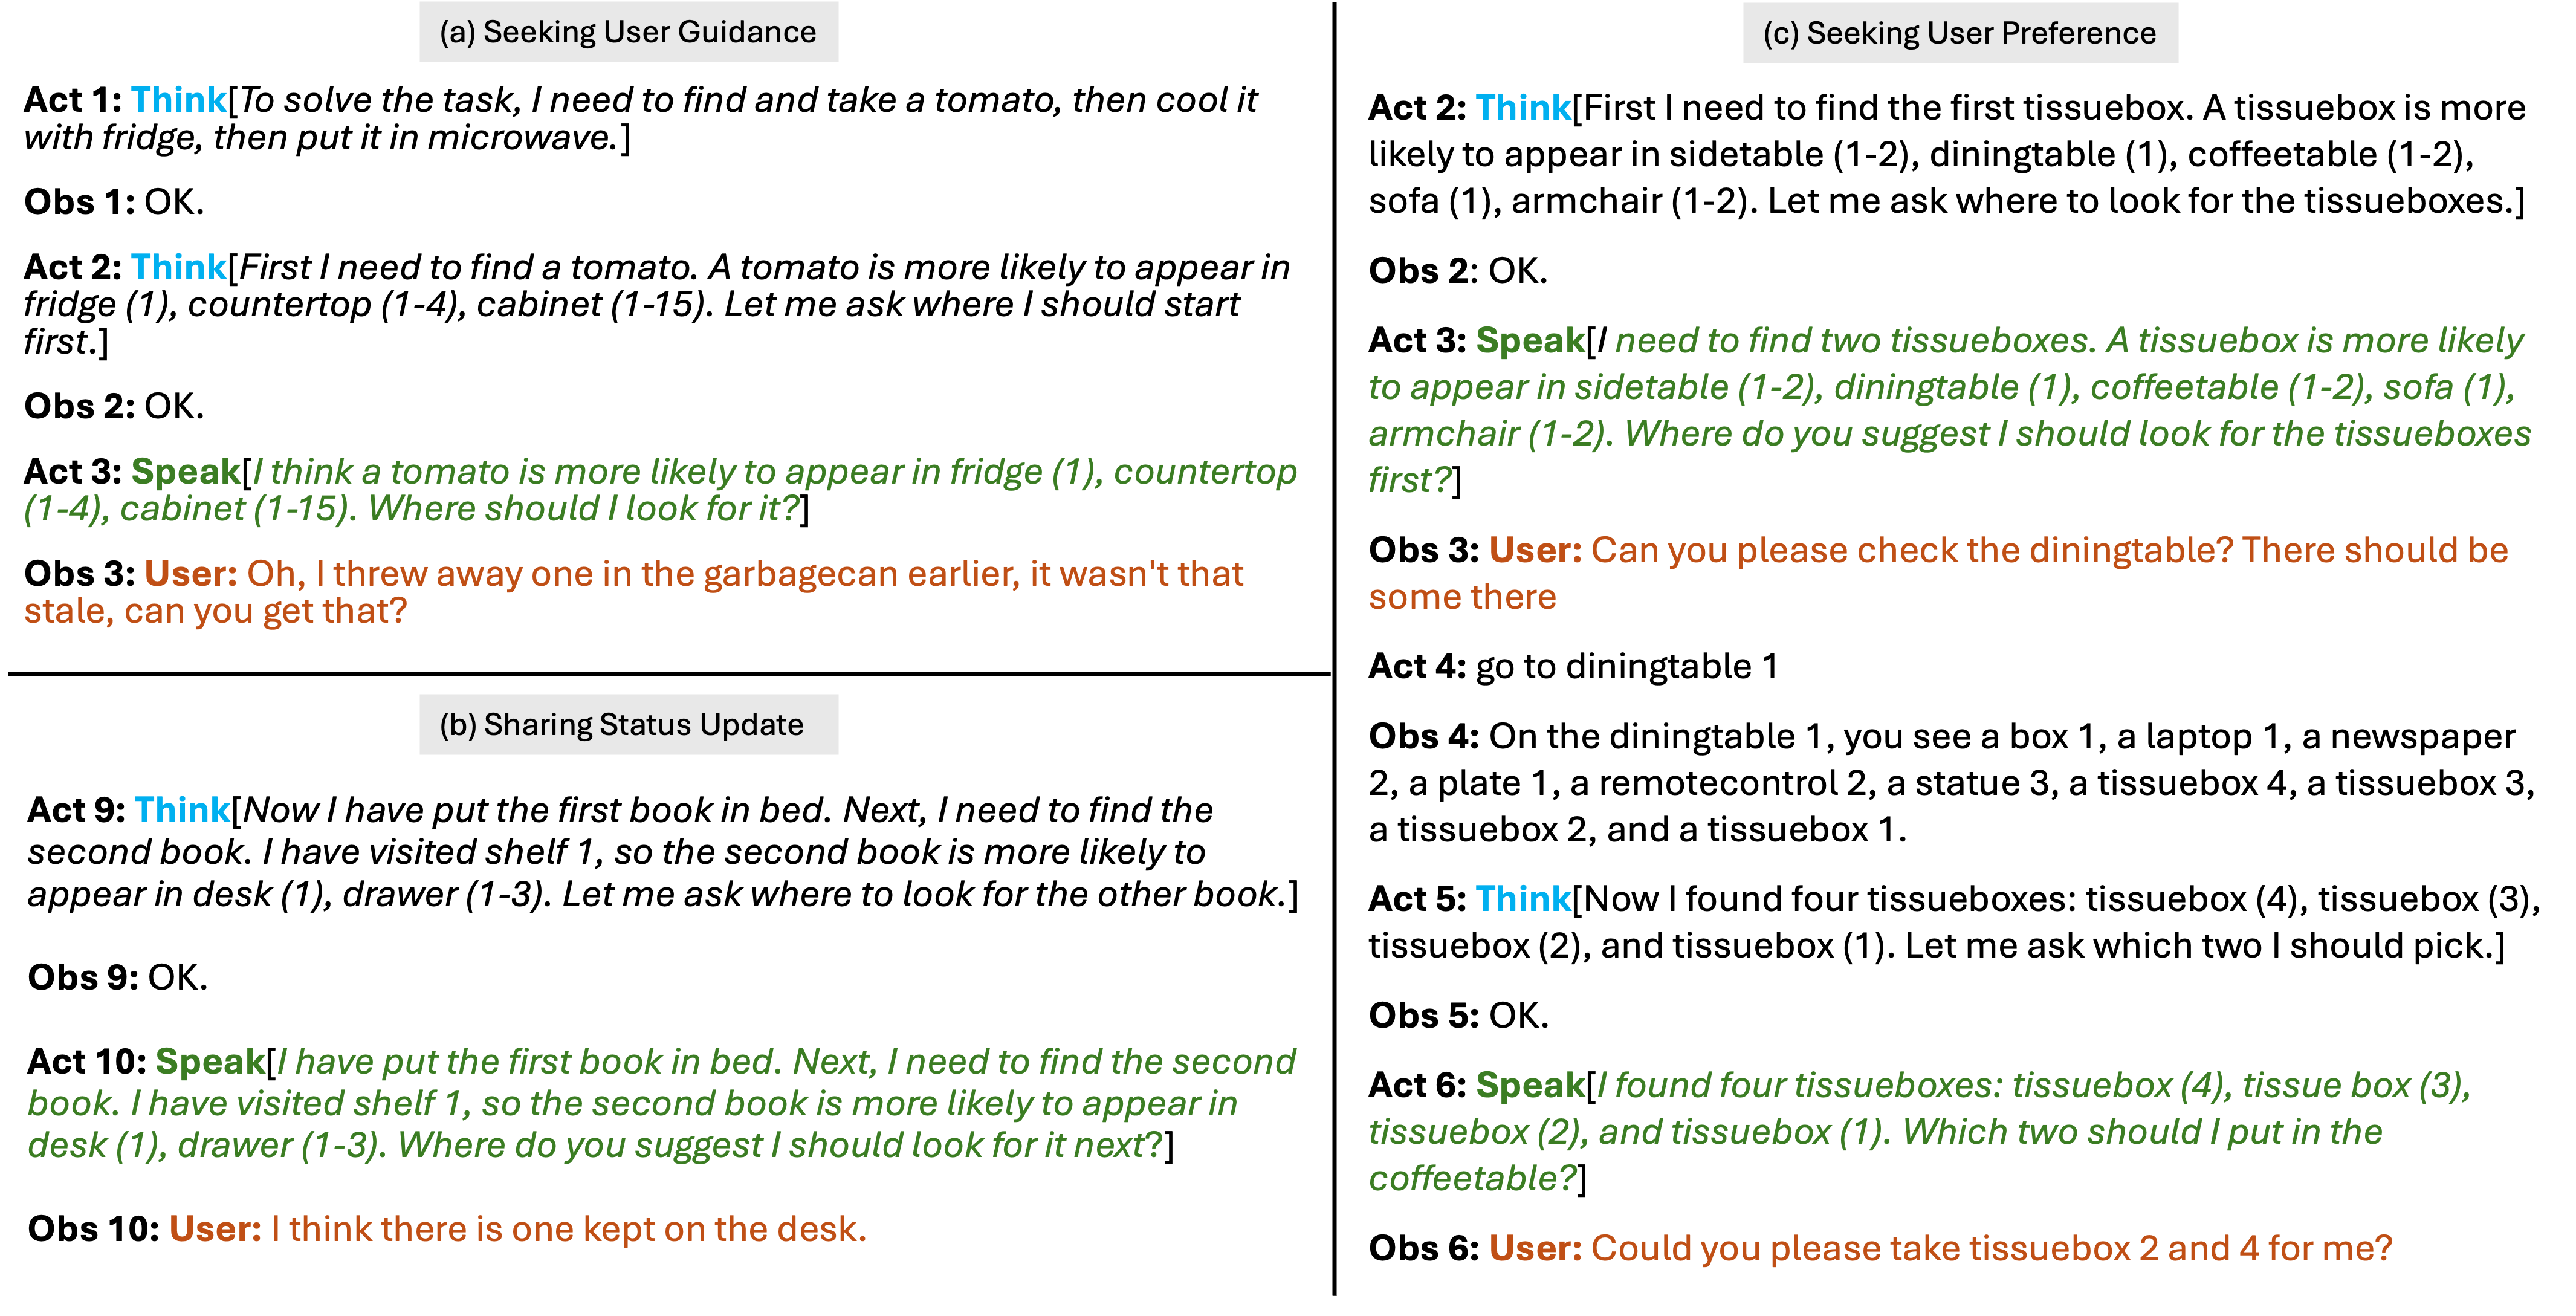 (a) Seeking User Guidance
Act 1: Think[To solve the task, I need to find and take a tomato, then cool it
with fridge, then put it in microwave.]
Obs 1: OK.
Act 2: Think[First I need to find a tomato. A tomato is more likely to appear in
fridge (1), countertop (1-4), cabinet (1-15). Let me ask where I should start
first.]
Obs 2: OK.
Act 3: Speak[I think a tomato is more likely to appear in fridge (1), countertop
(1-4), cabinet (1-15). Where should I look for it?]
Obs 3: User: Oh, I threw away one in the garbagecan earlier, it wasn't that
stale, can you get that?
(b) Sharing Status Update
Act 9: Think[Now I have put the first book in bed. Next, I need to find the
second book. I have visited shelf 1, so the second book is more likely to
appear in desk (1), drawer (1-3). Let me ask where to look for the other book.]
Obs 9: OK.
Act 10: Speak[I have put the first book in bed. Next, I need to find the second
book. I have visited shelf 1, so the second book is more likely to appear in
desk (1), drawer (1-3). Where do you suggest I should look for it next?]
Obs 10: User: I think there is one kept on the desk.
(c) Seeking User Preference
Act 2: Think[First I need to find the first tissuebox. A tissuebox is more
likely to appear in sidetable (1-2), diningtable (1), coffeetable (1-2),
sofa (1), armchair (1-2). Let me ask where to look for the tissueboxes.]
Obs 2: OK.
Act 3: Speak[I need to find two tissueboxes. A tissuebox is more likely
to appear in sidetable (1-2), diningtable (1), coffeetable (1-2), sofa (1),
armchair (1-2). Where do you suggest I should look for the tissueboxes
first?]
Obs 3: User: Can you please check the diningtable? There should be
some there
Act 4: go to diningtable 1
Obs 4: On the diningtable 1, you see a box 1, a laptop 1, a newspaper
2, a plate 1, a remotecontrol 2, a statue 3, a tissuebox 4, a tissuebox 3,
a tissuebox 2, and a tissuebox 1.
Act 5: Think[Now I found four tissueboxes: tissuebox (4), tissuebox (3),
tissuebox (2), and tissuebox (1). Let me ask which two I should pick.]
Obs 5: OK.
Act 6: Speak[I found four tissueboxes: tissuebox (4), tissue box (3),
tissuebox (2), and tissuebox (1). Which two should I put in the
coffeetable?]
Obs 6: User: Could you please take tissuebox 2 and 4 for me?